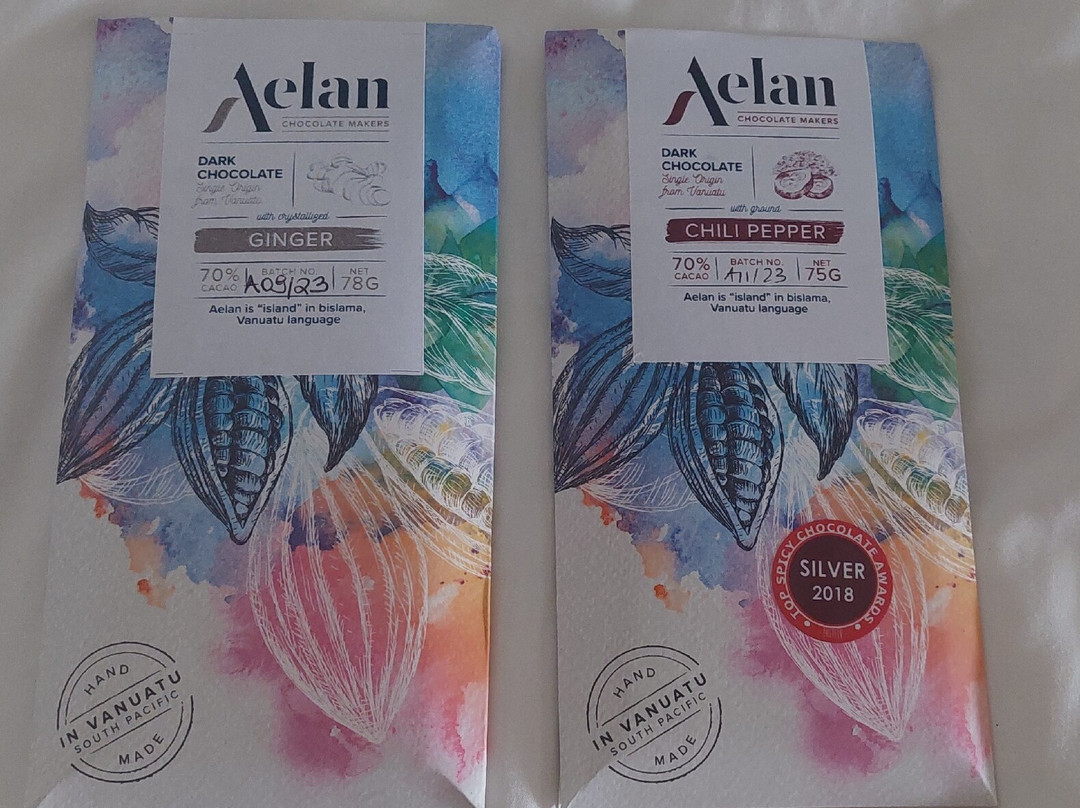 Aelan
CHOCOLATE MAKERS
DARK
CHOCOLATE
Single Origin
from Vanuatu
with crystallized
GINGER
70%
CACAO
BATCH NO.
A09/23
NET
78G
Aelan is "island" in bislama,
Vanuatu language
HAND
IN VANUATU
SOUTH PACIFIC
MADE
Aelan
CHOCOLATE MAKERS
DARK
CHOCOLATE
Single Origin
from Vanuatu
with ground
CHILI PEPPER
70%
CACAO
BATCH NO.
A11/23
NET
75G
Aelan is "island" in bislama,
Vanuatu language
TOP SPICY CHOCOLATE AWARDS
SILVER
2018
HAND
IN VANUATU
SOUTH PACIFIC
MADE